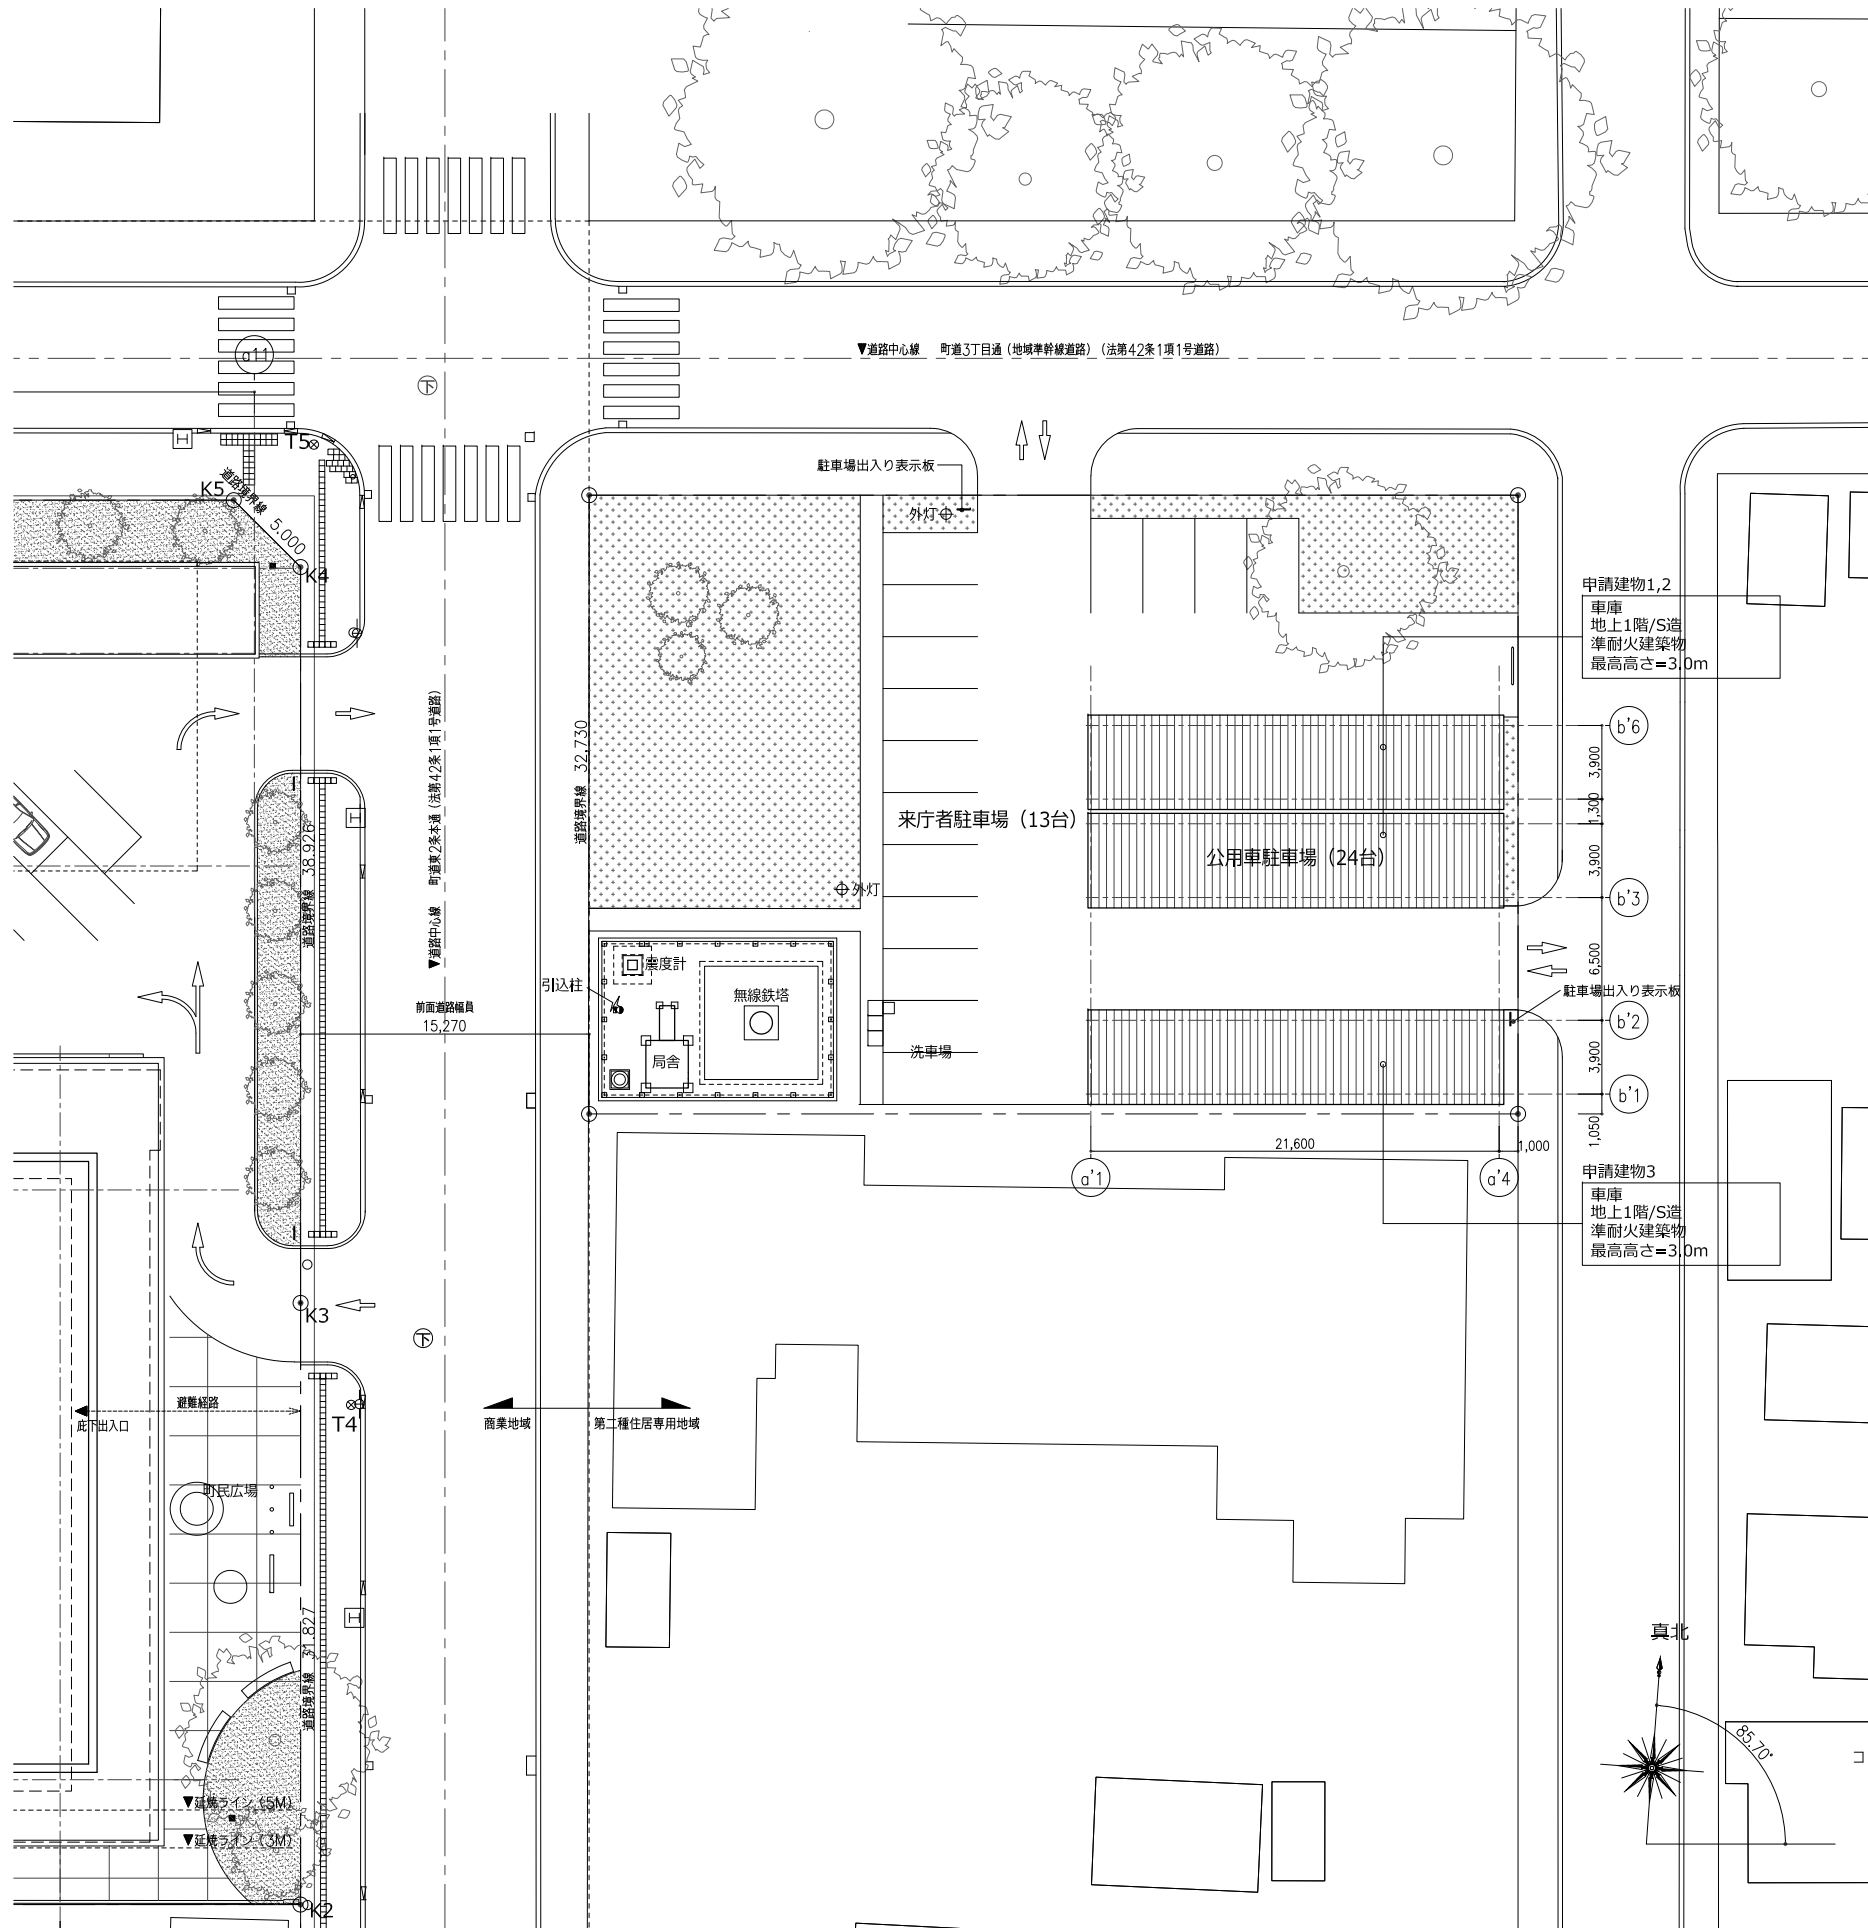 ▼道路中心線 町道3丁目通（地域準幹線道路）（法第42条1項1号道路）
a11
下
T5
K5
道路境界線 5.000
K4
駐車場出入り表示板
外灯
申請建物1,2
車庫
地上1階/S造
準耐火建築物
最高高さ=3.0m
▼道路中心線 町道東2条本通（法第42条1項1号道路）
道路境界線 32,730
道路境界線 38.926
来庁者駐車場（13台）
公用車駐車場（24台）
外灯
b'6
3,900
1,300
3,900
b'3
6,500
駐車場出入り表示板
b'2
3,900
b'1
1,050
震度計
引込柱
無線鉄塔
局舎
洗車場
前面道路幅員
15,270
21,600
1,000
a'1
a'4
申請建物3
車庫
地上1階/S造
準耐火建築物
最高高さ=3.0m
K3
下
避難経路
庇下出入口
T4
商業地域
第二種住居専用地域
町民広場
道路境界線 31.827
真北
85.70°
▼延焼ライン（5M）
▼延焼ライン（3M）
K2